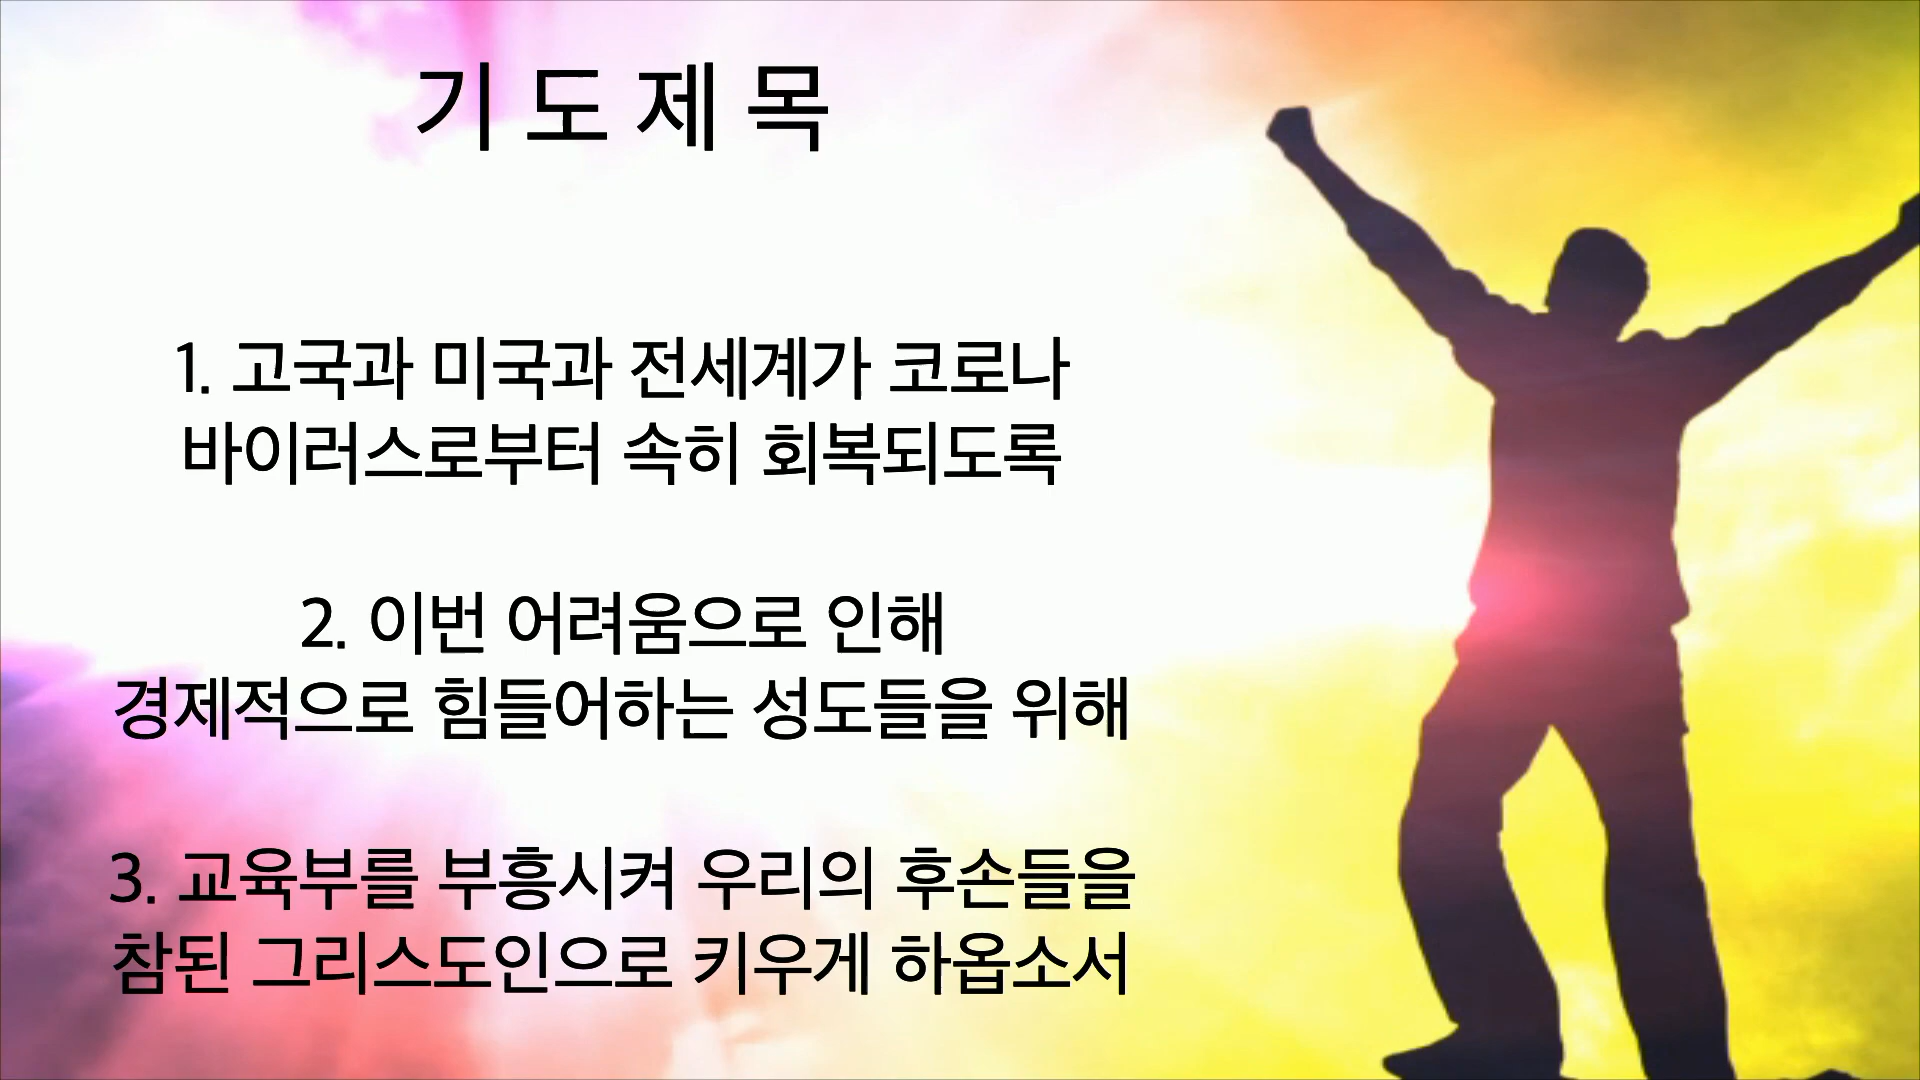 기 도 제 목
1. 고국과 미국과 전세계가 코로나
바이러스로부터 속히 회복되도록
2. 이번 어려움으로 인해
경제적으로 힘들어하는 성도들을 위해
3. 교육부를 부흥시켜 우리의 후손들을
참된 그리스도인으로 키우게 하옵소서